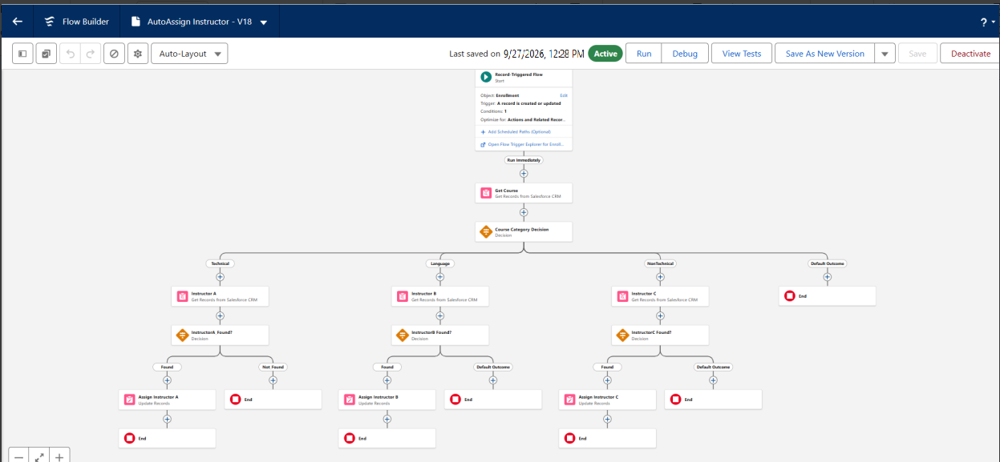 Flow Builder
AutoAssign Instructor - V18
?
Auto-Layout
Last saved on 9/27/2026, 12:28 PM
Active
Run
Debug
View Tests
Save As New Version
Save
Deactivate
Record-Triggered Flow
Start
Object: Enrollment
Edit
Trigger: A record is created or updated
Conditions: 1
Optimize for: Actions and Related Recor...
+ Add Scheduled Paths (Optional)
Open Flow Trigger Explorer for Enroll...
Run Immediately
Get Course
Get Records from Salesforce CRM
Course Category Decision
Decision
Technical
Language
NonTechnical
Default Outcome
Instructor A
Get Records from Salesforce CRM
Instructor B
Get Records from Salesforce CRM
Instructor C
Get Records from Salesforce CRM
End
InstructorA Found?
Decision
InstructorB Found?
Decision
InstructorC Found?
Decision
Found
Not Found
Found
Default Outcome
Found
Default Outcome
Assign Instructor A
Update Records
End
Assign Instructor B
Update Records
End
Assign Instructor C
Update Records
End
End
End
End